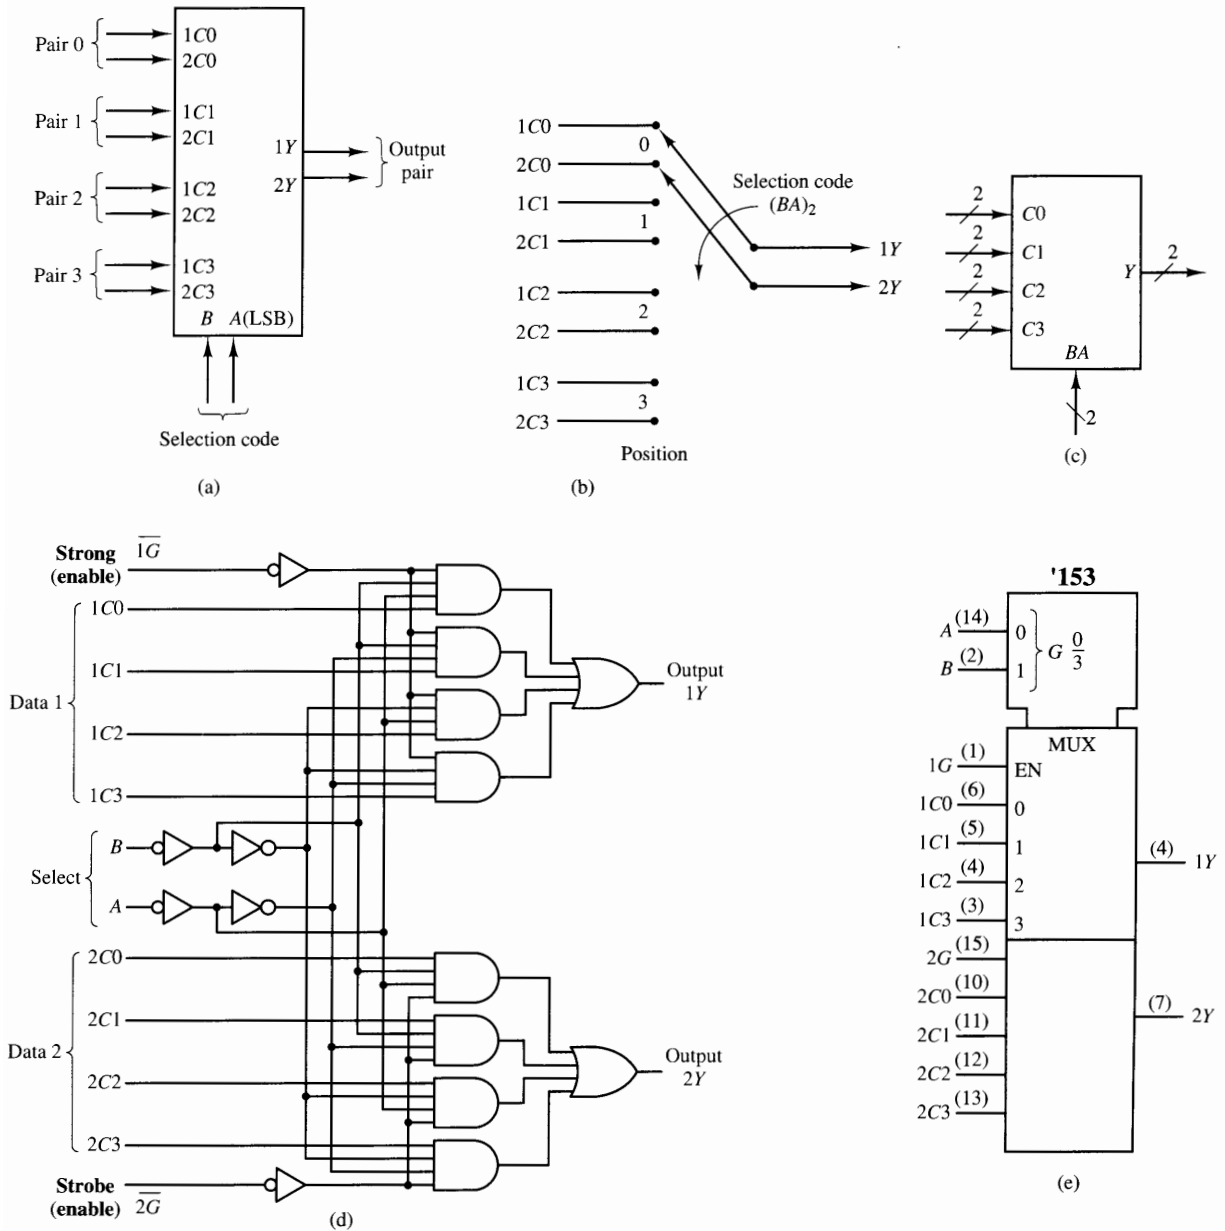 Pair 0
1C0
2C0
Pair 1
1C1
2C1
Pair 2
1C2
2C2
Pair 3
1C3
2C3
1Y
2Y
Output
pair
B A(LSB)
Selection code
(a)
1C0
0
2C0
1C1
1
2C1
1C2
2
2C2
1C3
3
2C3
Position
Selection code
(BA)2
1Y
2Y
(b)
2
C0
2
C1
2
C2
2
C3
Y
2
BA
2
(c)
Strong
(enable)
1G
Data 1
1C0
1C1
1C2
1C3
Output
1Y
Select
B
A
Data 2
2C0
2C1
2C2
2C3
Output
2Y
Strobe
(enable)
2G
(d)
'153
A (14) 0
B (2) 1
G 0/3
MUX
1G (1) EN
1C0 (6) 0
1C1 (5) 1
1C2 (4) 2
1C3 (3) 3
(4) 1Y
2G (15)
2C0 (10)
2C1 (11)
2C2 (12)
2C3 (13)
(7) 2Y
(e)